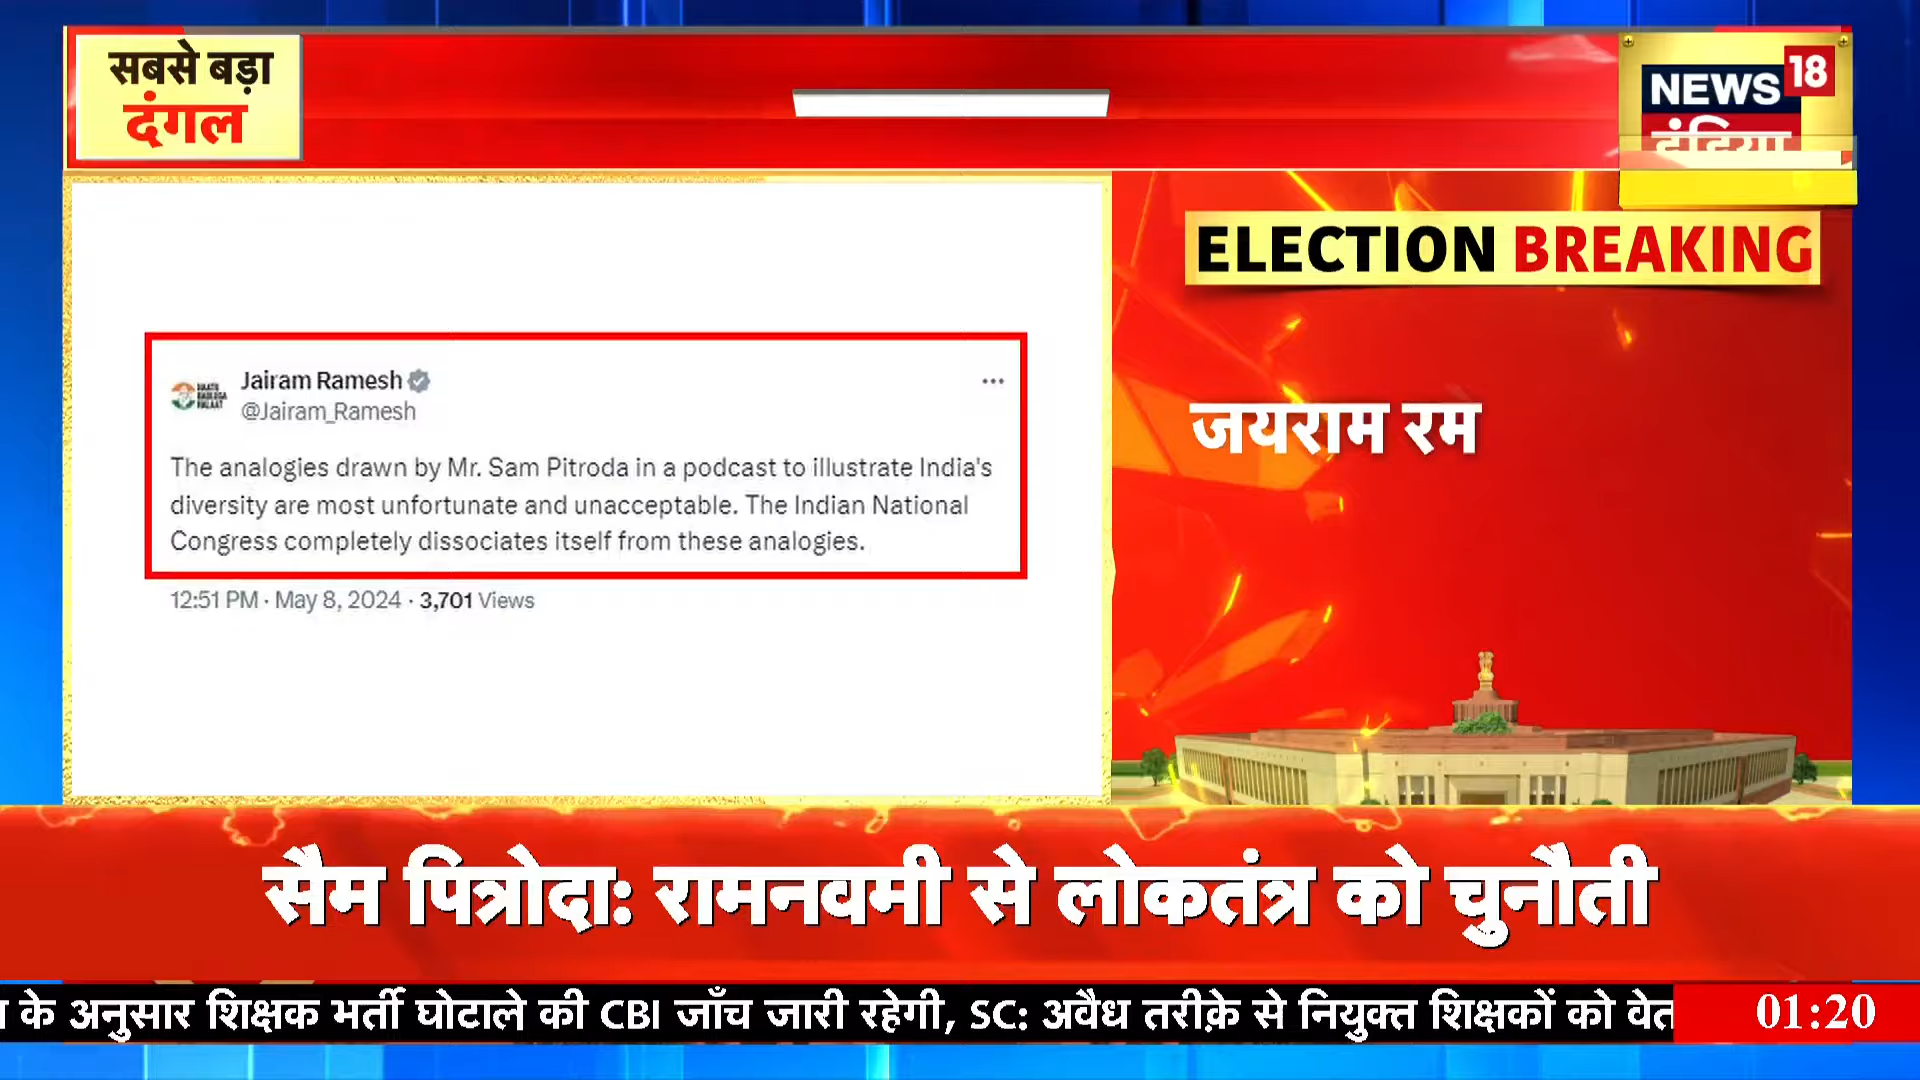 सबसे बड़ा
दंगल
NEWS 18
इंडिया
ELECTION BREAKING
Jairam Ramesh
@Jairam_Ramesh
The analogies drawn by Mr. Sam Pitroda in a podcast to illustrate India's
diversity are most unfortunate and unacceptable. The Indian National
Congress completely dissociates itself from these analogies.
12:51 PM · May 8, 2024 · 3,701 Views
जयराम रम
सैम पित्रोदा: रामनवमी से लोकतंत्र को चुनौती
के अनुसार शिक्षक भर्ती घोटाले की CBI जाँच जारी रहेगी, SC: अवैध तरीक़े से नियुक्त शिक्षकों को वेत
01:20